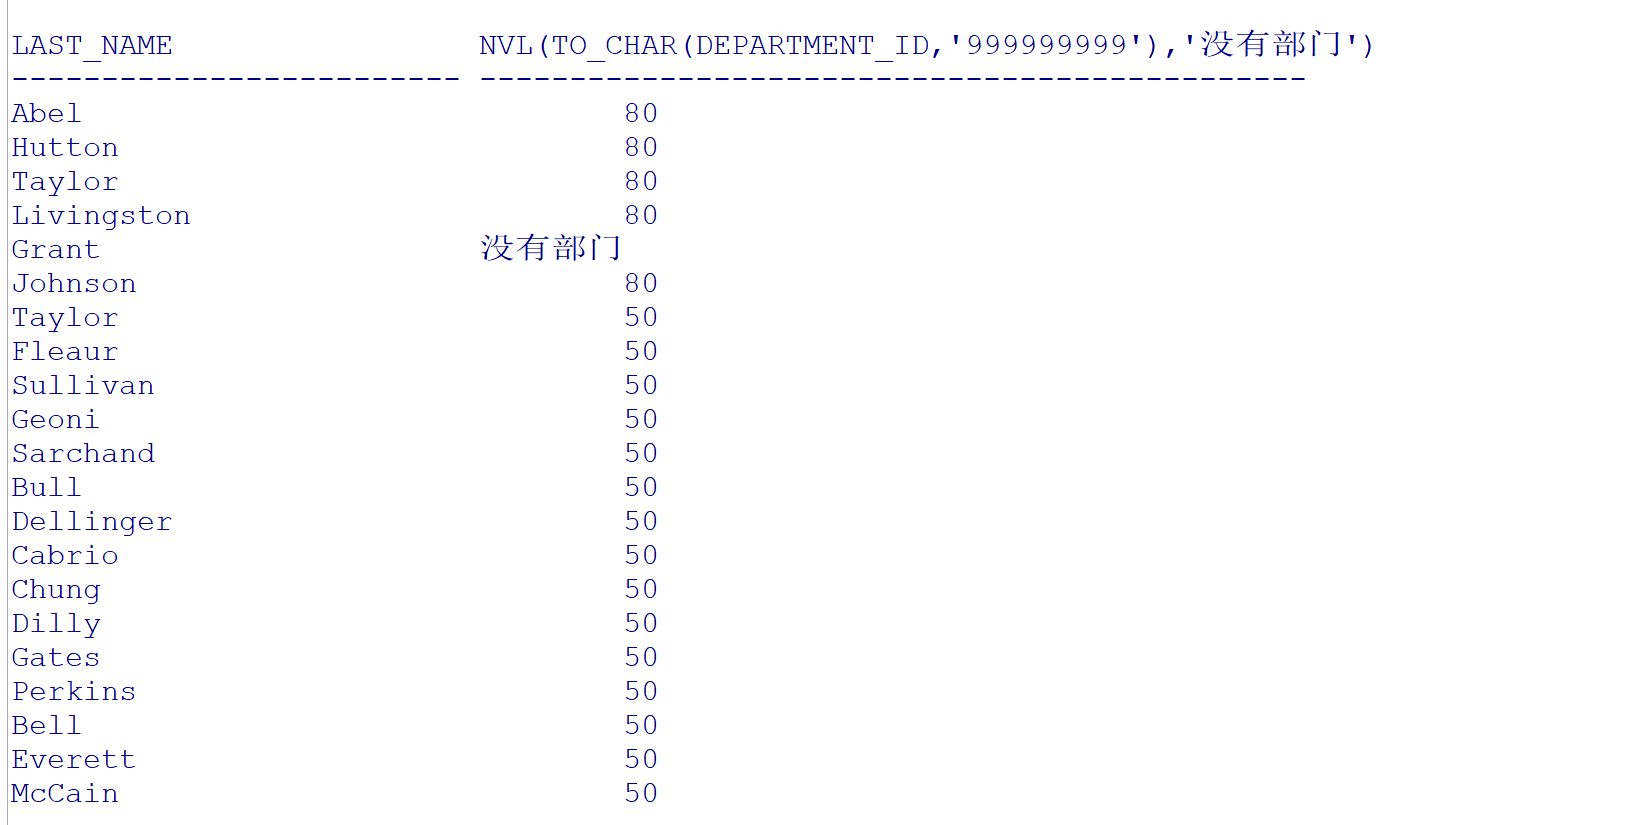 LAST_NAME                 NVL(TO_CHAR(DEPARTMENT_ID,'999999999'),'没有部门')
------------------------- ----------------------------------------------
Abel                              80
Hutton                            80
Taylor                            80
Livingston                        80
Grant                     没有部门
Johnson                           80
Taylor                            50
Fleaur                            50
Sullivan                          50
Geoni                             50
Sarchand                          50
Bull                              50
Dellinger                         50
Cabrio                            50
Chung                             50
Dilly                             50
Gates                             50
Perkins                           50
Bell                              50
Everett                           50
McCain                            50